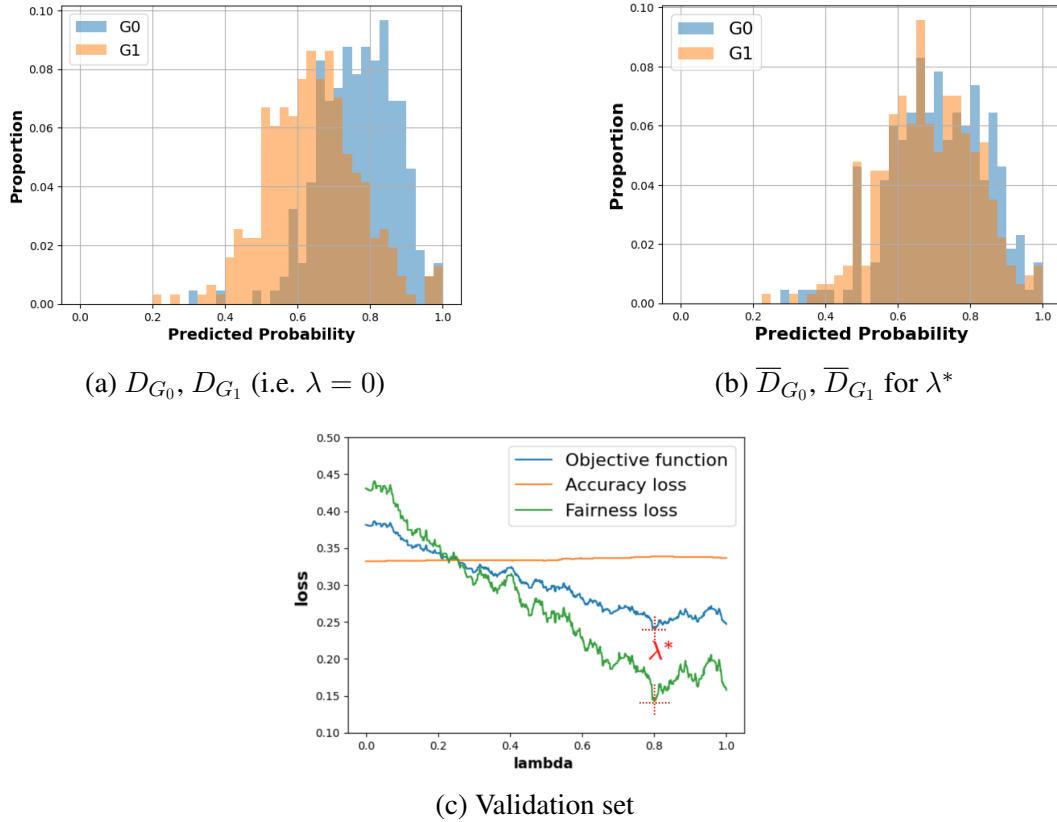 0.10
0.08
0.06
0.04
0.02
0.00
Proportion
G0
G1
0.0 0.2 0.4 0.6 0.8 1.0
Predicted Probability
(a) D_{G_0}, D_{G_1} (i.e. λ = 0)
0.10
0.08
0.06
0.04
0.02
0.00
Proportion
G0
G1
0.0 0.2 0.4 0.6 0.8 1.0
Predicted Probability
(b) D̅_{G_0}, D̅_{G_1} for λ*
0.50
0.45
0.40
0.35
0.30
0.25
0.20
0.15
0.10
loss
Objective function
Accuracy loss
Fairness loss
λ*
0.0 0.2 0.4 0.6 0.8 1.0
lambda
(c) Validation set